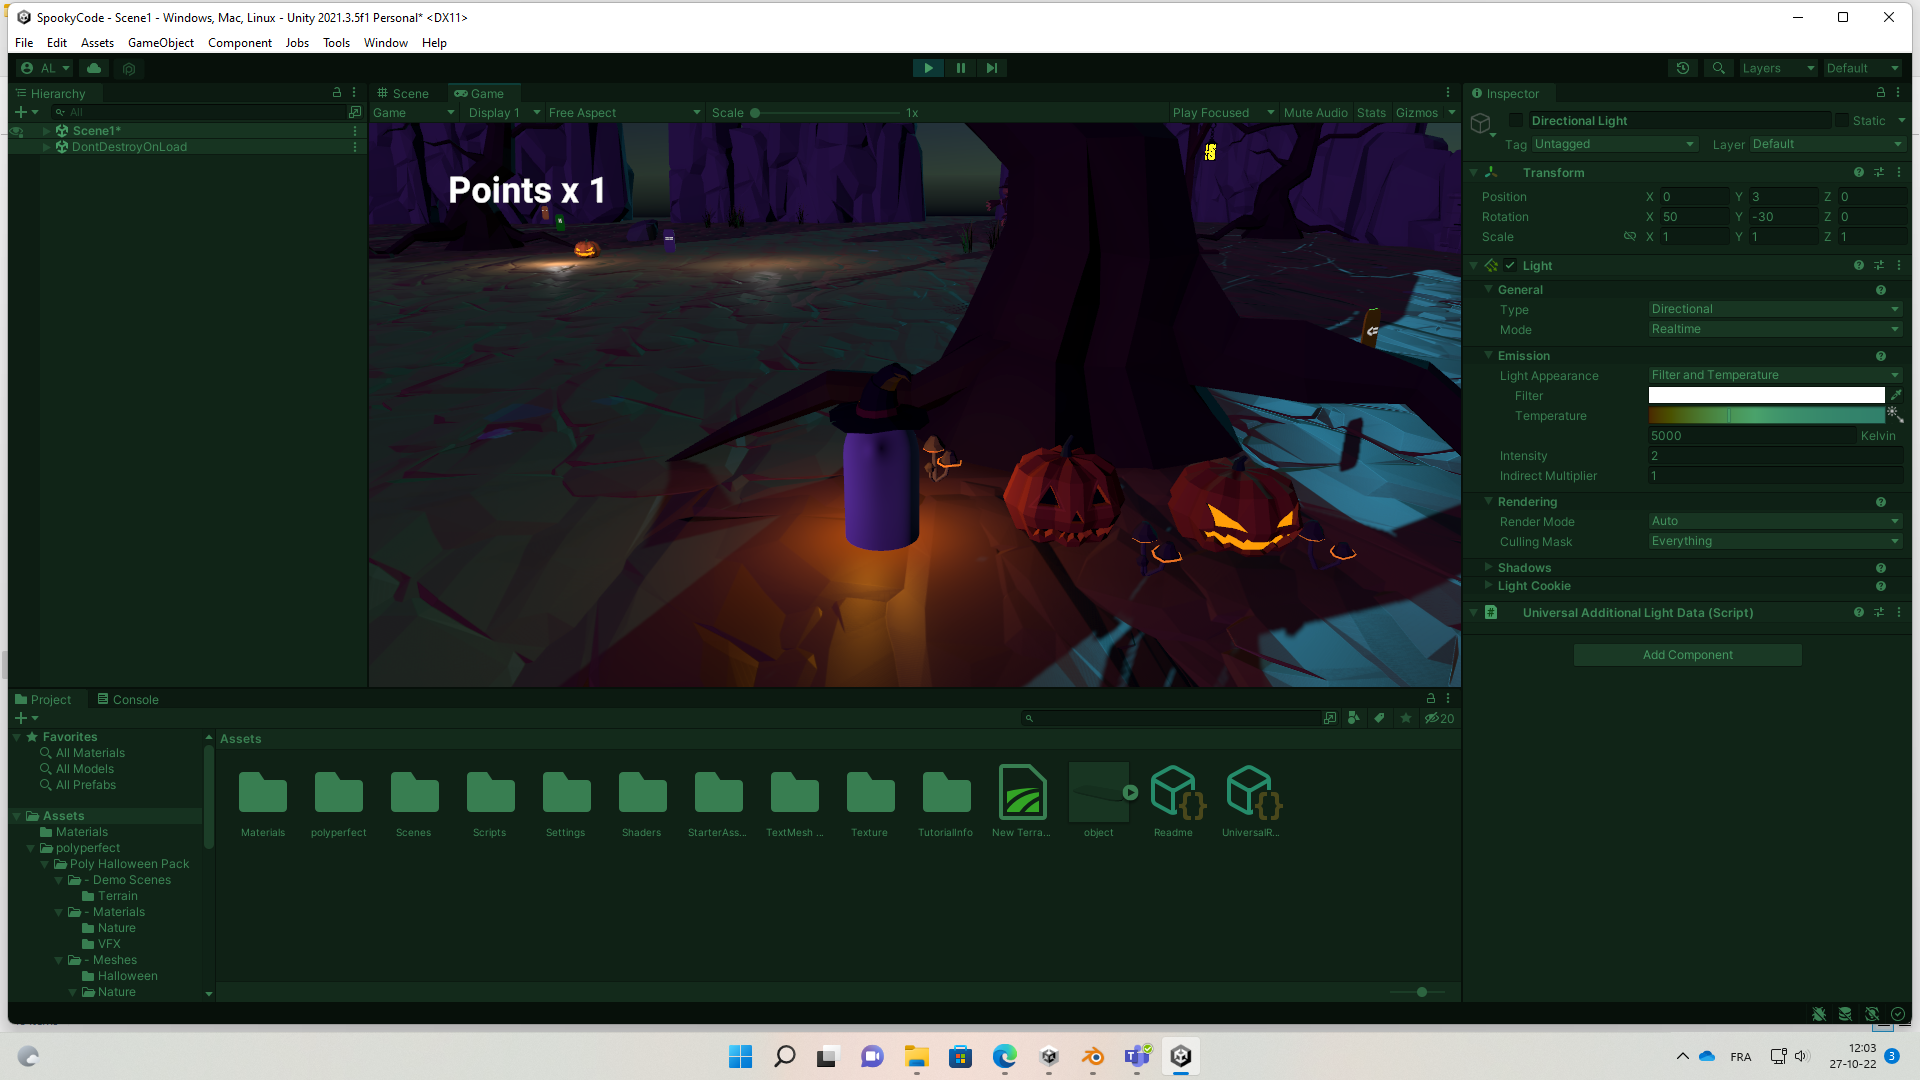 SpookyCode - Scene1 - Windows, Mac, Linux - Unity 2021.3.5f1 Personal* <DX11>
File Edit Assets GameObject Component Jobs Tools Window Help
AL Layers Default
Hierarchy
All
Scene1*
DontDestroyOnLoad
Scene Game
Game Display 1 Free Aspect Scale 1x Play Focused Mute Audio Stats Gizmos
Points x 1
Inspector
Directional Light Static
Tag Untagged Layer Default
Transform
Position X 0 Y 3 Z 0
Rotation X 50 Y -30 Z 0
Scale X 1 Y 1 Z 1
Light
General
Type Directional
Mode Realtime
Emission
Light Appearance Filter and Temperature
Filter
Temperature
5000 Kelvin
Intensity 2
Indirect Multiplier 1
Rendering
Render Mode Auto
Culling Mask Everything
Shadows
Light Cookie
Universal Additional Light Data (Script)
Add Component
Project Console
20
Favorites
All Materials
All Models
All Prefabs
Assets
Materials
polyperfect
Poly Halloween Pack
- Demo Scenes
Terrain
- Materials
Nature
VFX
- Meshes
Halloween
Nature
Assets
Materials polyperfect Scenes Scripts Settings Shaders StarterAss... TextMesh ... Texture TutorialInfo New Terra... object Readme UniversalR...
FRA
12:03
27-10-22
3